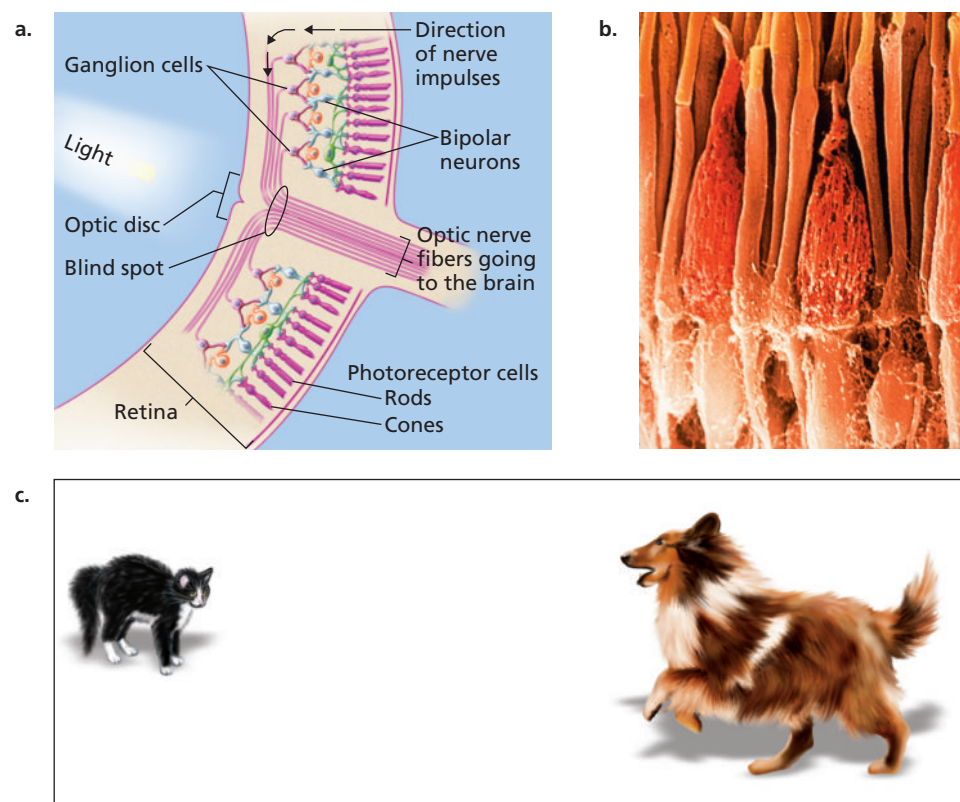 a.
Ganglion cells
Light
Optic disc
Blind spot
Retina
Direction
of nerve
impulses
Bipolar
neurons
Optic nerve
fibers going
to the brain
Photoreceptor cells
Rods
Cones
b.
c.